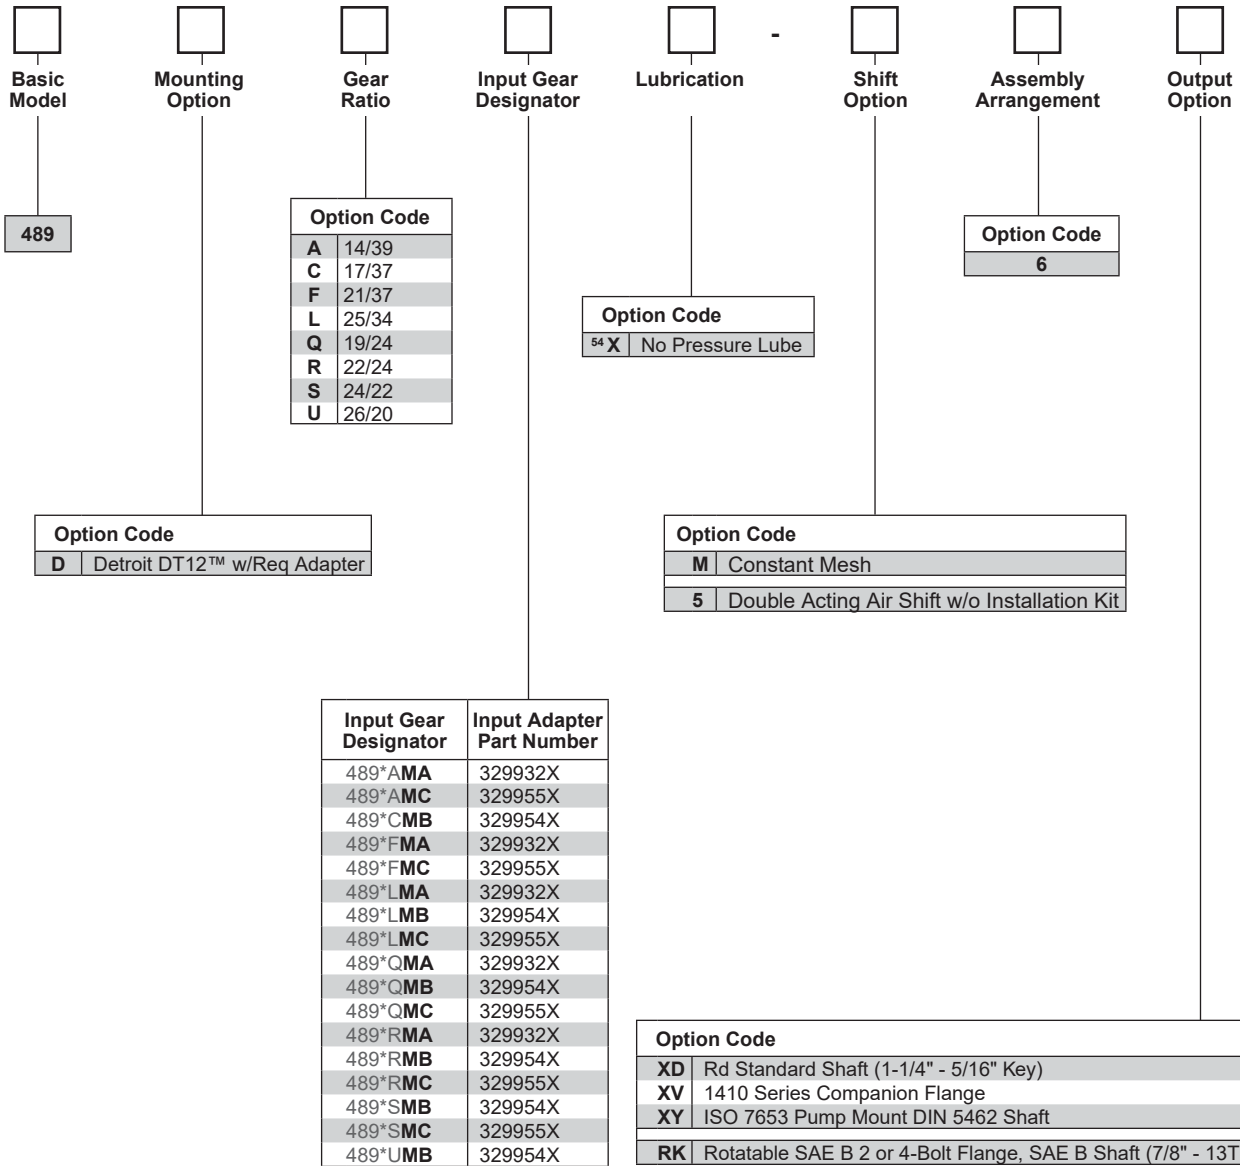 -
Basic Model
Mounting Option
Gear Ratio
Input Gear Designator
Lubrication
Shift Option
Assembly Arrangement
Output Option
489
Option Code
A 14/39
C 17/37
F 21/37
L 25/34
Q 19/24
R 22/24
S 24/22
U 26/20
Option Code
6
Option Code
54 X No Pressure Lube
Option Code
D Detroit DT12™ w/Req Adapter
Option Code
M Constant Mesh
5 Double Acting Air Shift w/o Installation Kit
Input Gear Designator Input Adapter Part Number
489*AMA 329932X
489*AMC 329955X
489*CMB 329954X
489*FMA 329932X
489*FMC 329955X
489*LMA 329932X
489*LMB 329954X
489*LMC 329955X
489*QMA 329932X
489*QMB 329954X
489*QMC 329955X
489*RMA 329932X
489*RMB 329954X
489*RMC 329955X
489*SMB 329954X
489*SMC 329955X
489*UMB 329954X
Option Code
XD Rd Standard Shaft (1-1/4" - 5/16" Key)
XV 1410 Series Companion Flange
XY ISO 7653 Pump Mount DIN 5462 Shaft
RK Rotatable SAE B 2 or 4-Bolt Flange, SAE B Shaft (7/8" - 13T